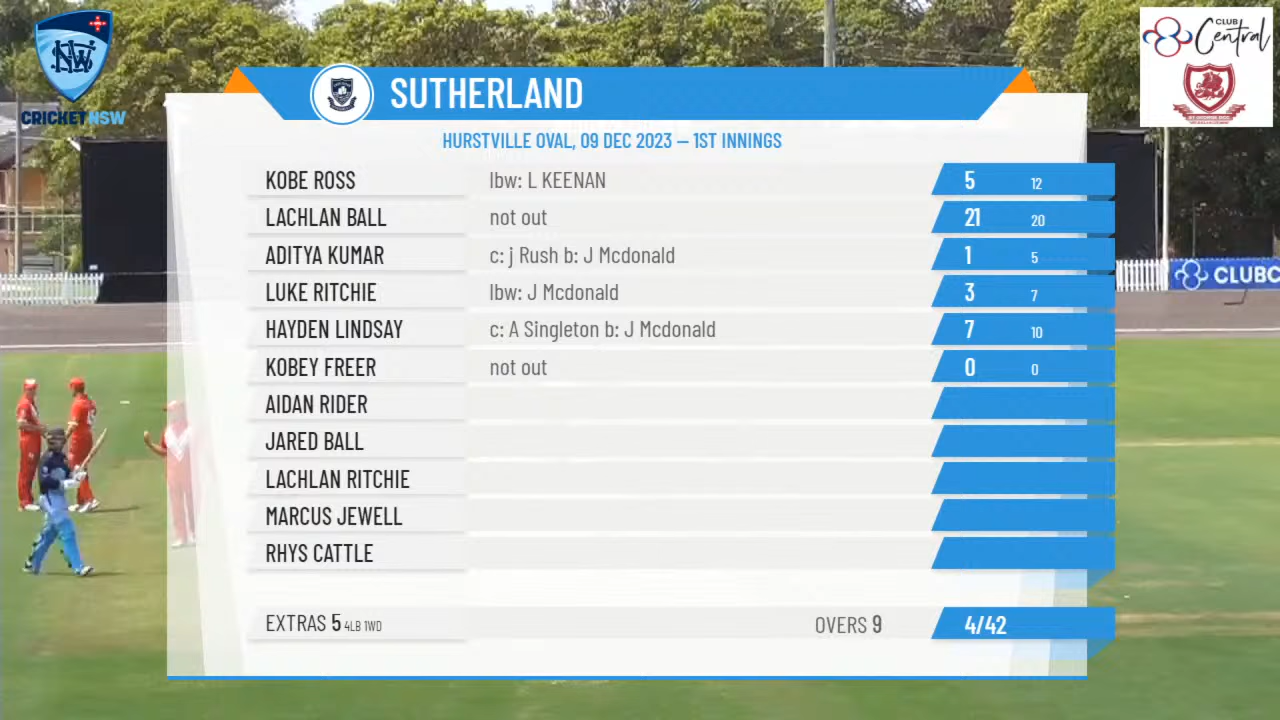 NSW
CRICKET NSW
CLUB
Central
SUTHERLAND
HURSTVILLE OVAL, 09 DEC 2023 – 1ST INNINGS
KOBE ROSS lbw: L KEENAN 5 12
LACHLAN BALL not out 21 20
ADITYA KUMAR c: j Rush b: J Mcdonald 1 5
LUKE RITCHIE lbw: J Mcdonald 3 7
HAYDEN LINDSAY c: A Singleton b: J Mcdonald 7 10
KOBEY FREER not out 0 0
AIDAN RIDER
JARED BALL
LACHLAN RITCHIE
MARCUS JEWELL
RHYS CATTLE
EXTRAS 5 4LB 1WD OVERS 9 4/42
CLUBC